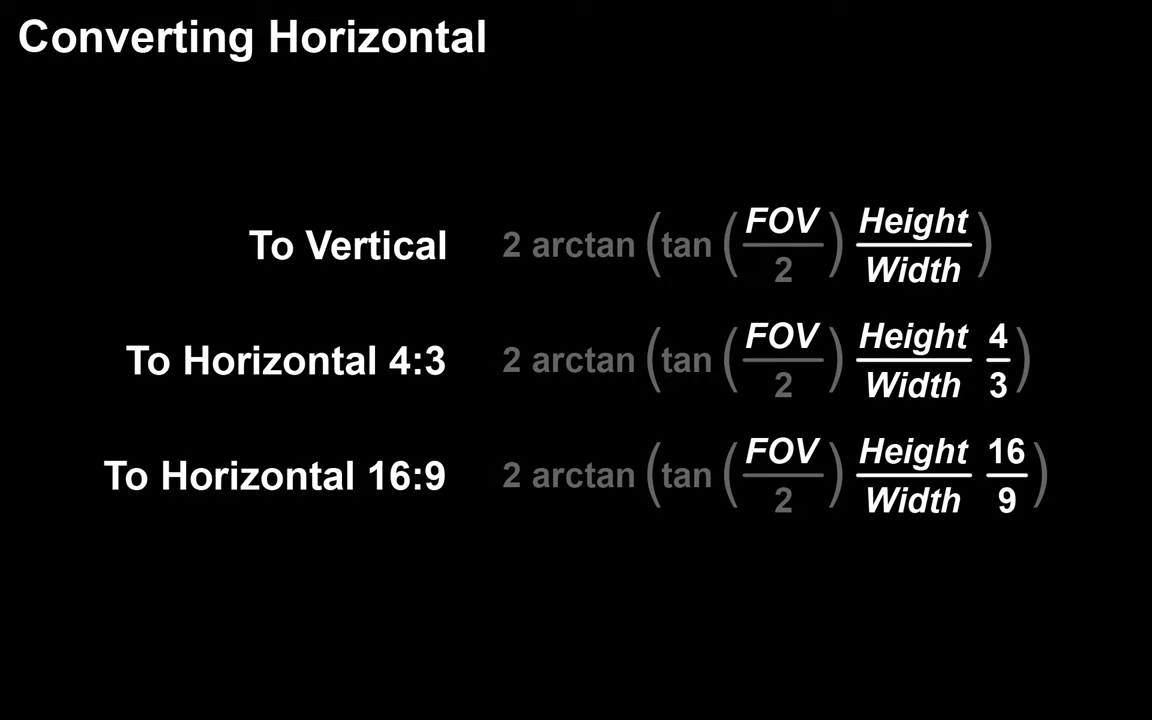 Converting Horizontal
To Vertical 2 arctan (tan (FOV/2) Height/Width)
To Horizontal 4:3 2 arctan (tan (FOV/2) Height/Width 4/3)
To Horizontal 16:9 2 arctan (tan (FOV/2) Height/Width 16/9)